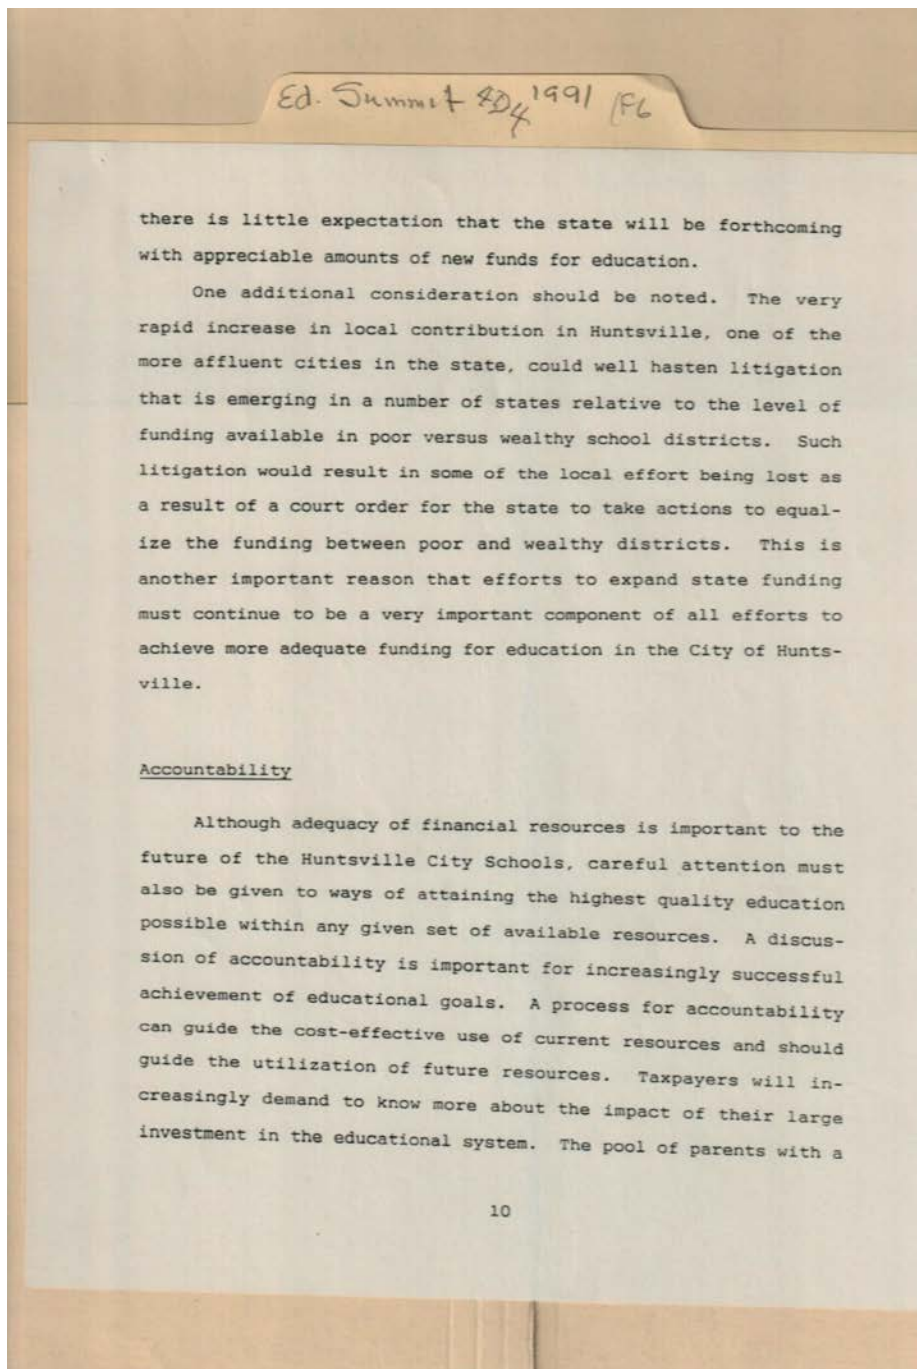 Ed. Summit 4D4 1991 /F6
there is little expectation that the state will be forthcoming
with appreciable amounts of new funds for education.
One additional consideration should be noted. The very
rapid increase in local contribution in Huntsville, one of the
more affluent cities in the state, could well hasten litigation
that is emerging in a number of states relative to the level of
funding available in poor versus wealthy school districts. Such
litigation would result in some of the local effort being lost as
a result of a court order for the state to take actions to equal-
ize the funding between poor and wealthy districts. This is
another important reason that efforts to expand state funding
must continue to be a very important component of all efforts to
achieve more adequate funding for education in the City of Hunts-
ville.
Accountability
Although adequacy of financial resources is important to the
future of the Huntsville City Schools, careful attention must
also be given to ways of attaining the highest quality education
possible within any given set of available resources. A discus-
sion of accountability is important for increasingly successful
achievement of educational goals. A process for accountability
can guide the cost-effective use of current resources and should
guide the utilization of future resources. Taxpayers will in-
creasingly demand to know more about the impact of their large
investment in the educational system. The pool of parents with a
10